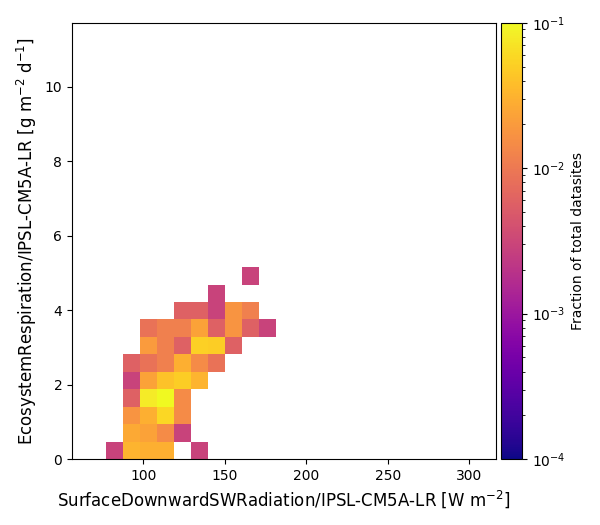 EcosystemRespiration/IPSL-CM5A-LR [g m⁻² d⁻¹]
10
8
6
4
2
0
100 150 200 250 300
SurfaceDownwardSWRadiation/IPSL-CM5A-LR [W m⁻²]
10⁻¹
10⁻²
10⁻³
10⁻⁴
Fraction of total datasites